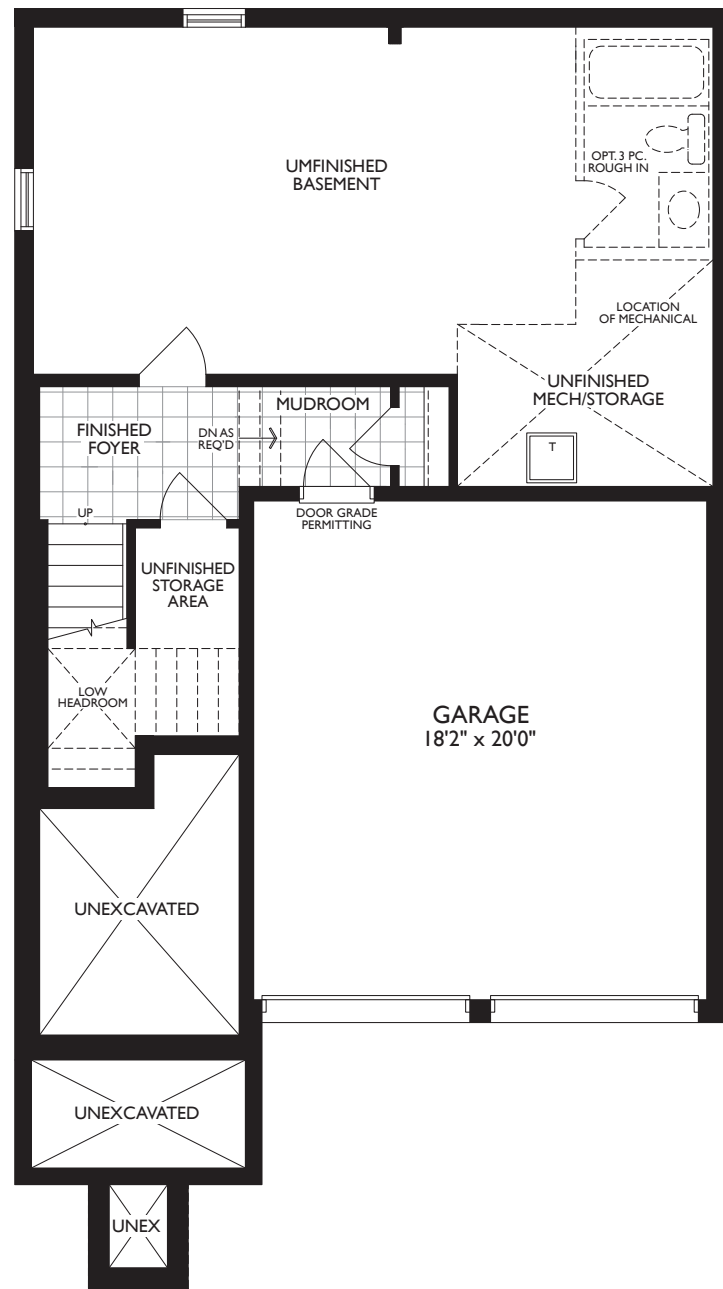 UMFINISHED
BASEMENT
OPT. 3 PC.
ROUGH IN
LOCATION
OF MECHANICAL
UNFINISHED
MECH/STORAGE
T
MUDROOM
FINISHED
FOYER
DN AS
REQ'D
UP
DOOR GRADE
PERMITTING
UNFINISHED
STORAGE
AREA
LOW
HEADROOM
GARAGE
18'2" x 20'0"
UNEXCAVATED
UNEXCAVATED
UNEX